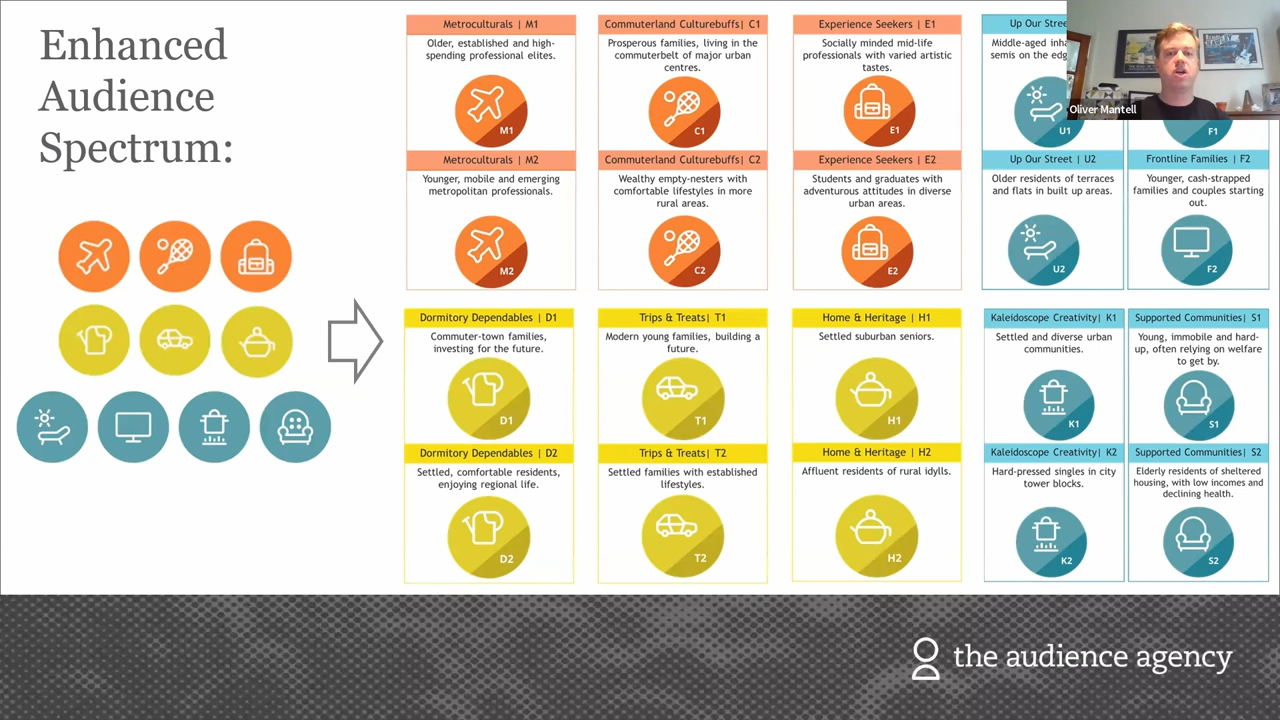 Enhanced
Audience
Spectrum:
Metroculturals | M1
Older, established and high-
spending professional elites.
M1
Commuterland Culturebuffs| C1
Prosperous families, living in the
commuterbelt of major urban
centres.
C1
Experience Seekers | E1
Socially minded mid-life
professionals with varied artistic
tastes.
E1
Up Our Stree
Middle-aged inha
semis on the edg
U1
Oliver Mantell
F1
Metroculturals | M2
Younger, mobile and emerging
metropolitan professionals.
M2
Commuterland Culturebuffs| C2
Wealthy empty-nesters with
comfortable lifestyles in more
rural areas.
C2
Experience Seekers | E2
Students and graduates with
adventurous attitudes in diverse
urban areas.
E2
Up Our Street | U2
Older residents of terraces
and flats in built up areas.
U2
Frontline Families | F2
Younger, cash-strapped
families and couples starting
out.
F2
Dormitory Dependables | D1
Commuter-town families,
investing for the future.
D1
Trips & Treats| T1
Modern young families, building a
future.
T1
Home & Heritage | H1
Settled suburban seniors.
H1
Kaleidoscope Creativity| K1
Settled and diverse urban
communities.
K1
Supported Communities| S1
Young, immobile and hard-
up, often relying on welfare
to get by.
S1
Dormitory Dependables | D2
Settled, comfortable residents,
enjoying regional life.
D2
Trips & Treats| T2
Settled families with established
lifestyles.
T2
Home & Heritage | H2
Affluent residents of rural idylls.
H2
Kaleidoscope Creativity| K2
Hard-pressed singles in city
tower blocks.
K2
Supported Communities| S2
Elderly residents of sheltered
housing, with low incomes and
declining health.
S2
the audience agency